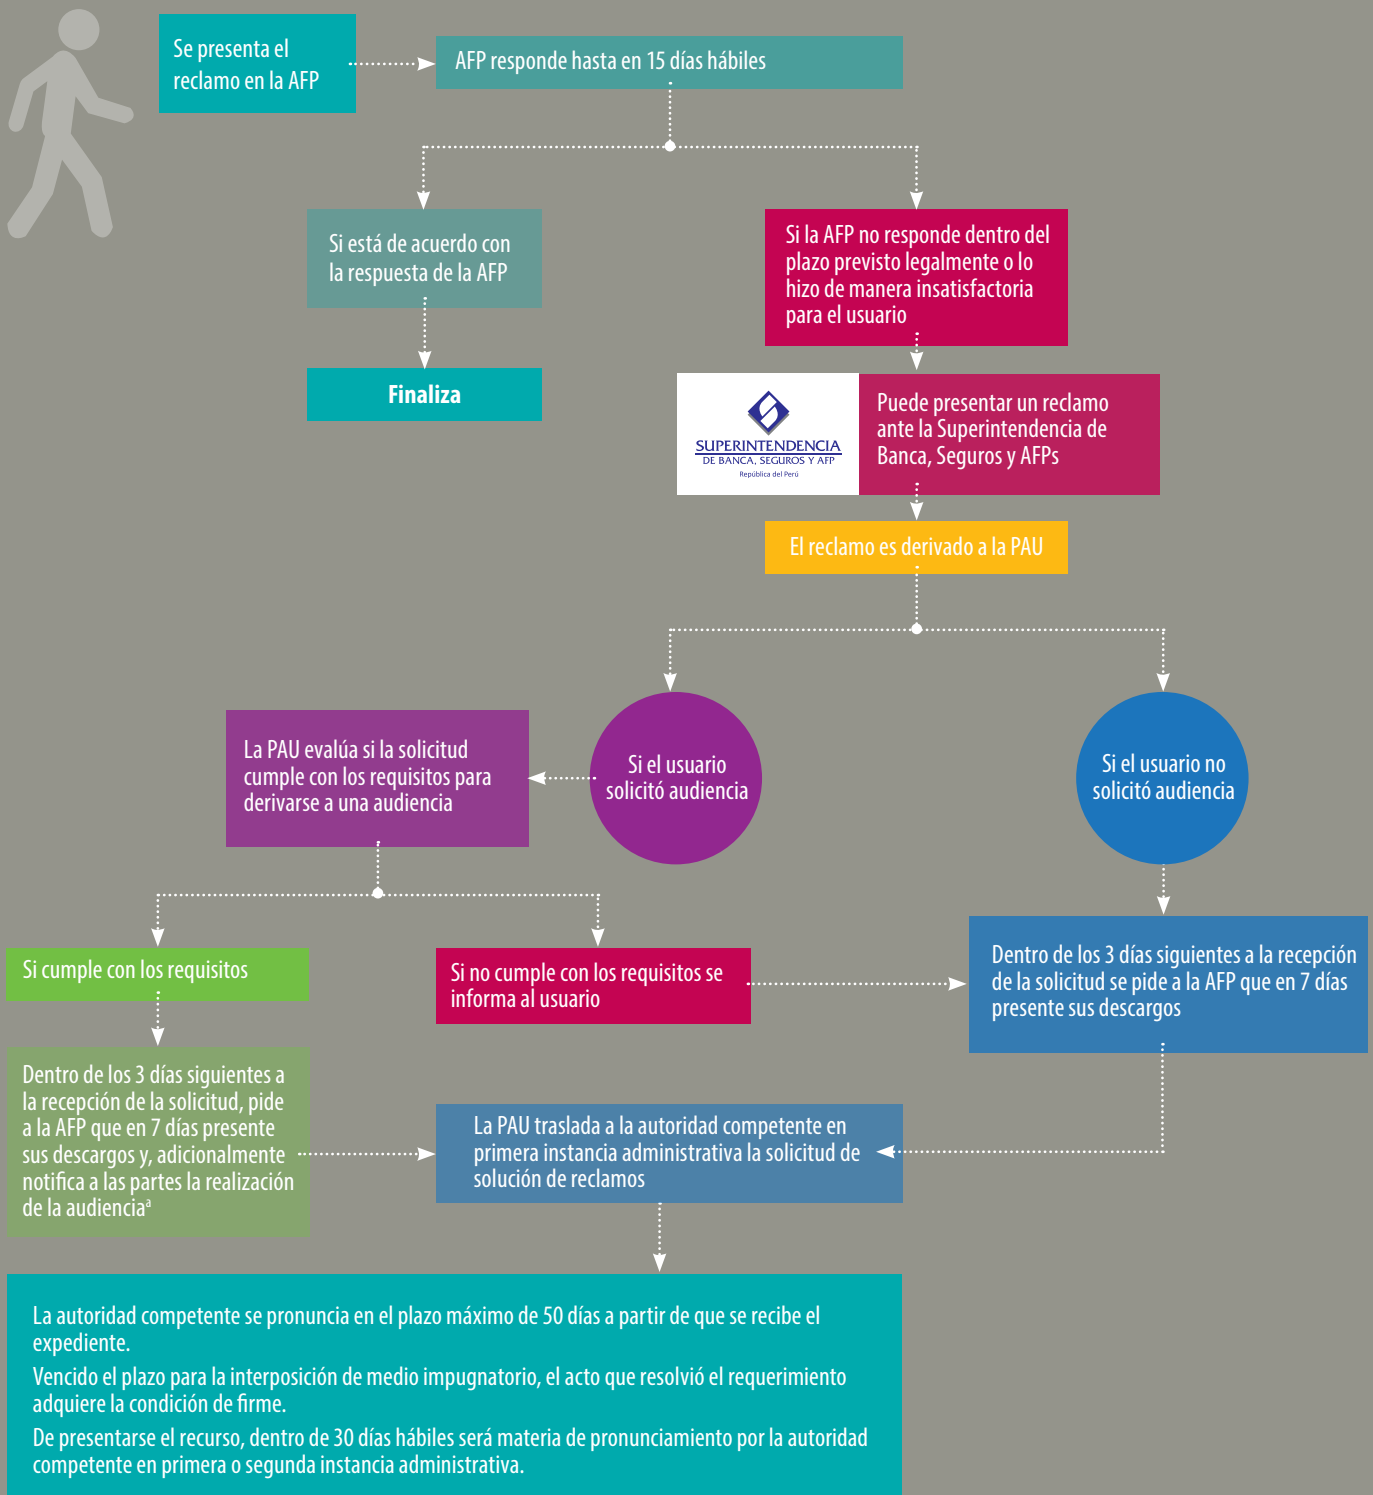 Se presenta el
reclamo en la AFP
AFP responde hasta en 15 días hábiles
Si está de acuerdo con
la respuesta de la AFP
Finaliza
Si la AFP no responde dentro del
plazo previsto legalmente o lo
hizo de manera insatisfactoria
para el usuario
SUPERINTENDENCIA
DE BANCA, SEGUROS Y AFP
República del Perú
Puede presentar un reclamo
ante la Superintendencia de
Banca, Seguros y AFPs
El reclamo es derivado a la PAU
La PAU evalúa si la solicitud
cumple con los requisitos para
derivarse a una audiencia
Si el usuario
solicitó audiencia
Si el usuario no
solicitó audiencia
Si cumple con los requisitos
Si no cumple con los requisitos se
informa al usuario
Dentro de los 3 días siguientes a la recepción
de la solicitud se pide a la AFP que en 7 días
presente sus descargos
Dentro de los 3 días siguientes a
la recepción de la solicitud, pide
a la AFP que en 7 días presente
sus descargos y, adicionalmente
notifica a las partes la realización
de la audienciaª
La PAU traslada a la autoridad competente en
primera instancia administrativa la solicitud de
solución de reclamos
La autoridad competente se pronuncia en el plazo máximo de 50 días a partir de que se recibe el
expediente.
Vencido el plazo para la interposición de medio impugnatorio, el acto que resolvió el requerimiento
adquiere la condición de firme.
De presentarse el recurso, dentro de 30 días hábiles será materia de pronunciamiento por la autoridad
competente en primera o segunda instancia administrativa.